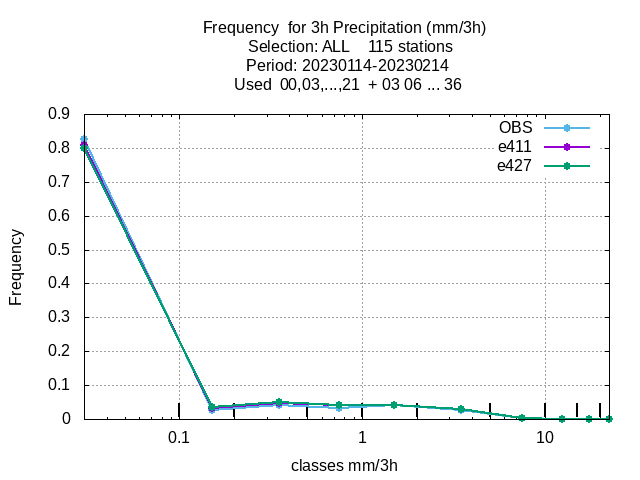 Frequency  for 3h Precipitation (mm/3h)
Selection: ALL    115 stations
Period: 20230114-20230214
Used  00,03,...,21  + 03 06 ... 36
OBS
e411
e427
0.9
0.8
0.7
0.6
0.5
0.4
0.3
0.2
0.1
0
Frequency
0.1
1
10
classes mm/3h